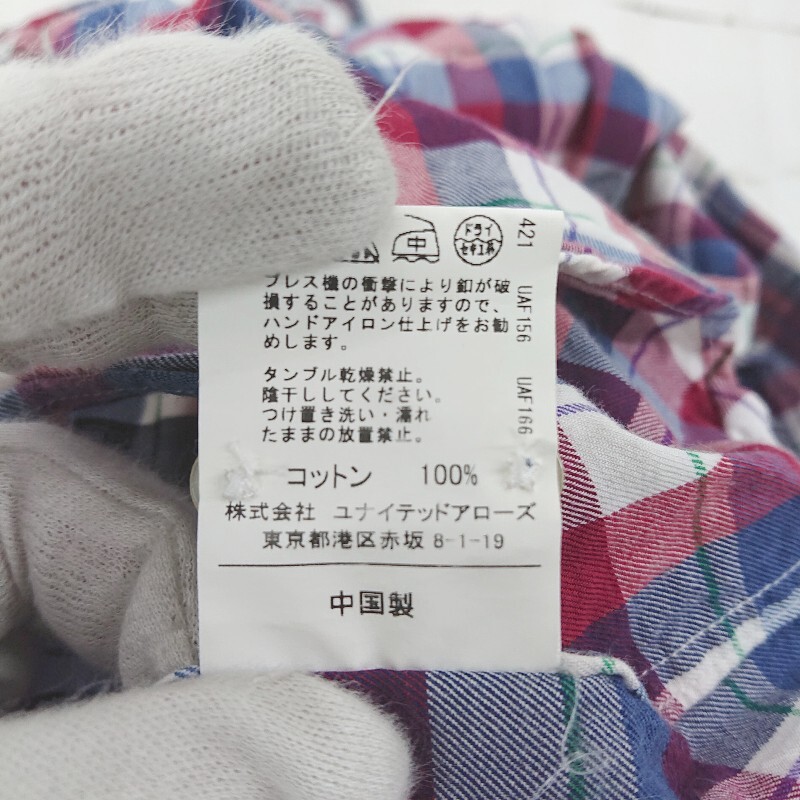 中
ドライ
セキユ系
プレス機の衝撃により釦が破
損することがありますので、
ハンドアイロン仕上げをお勧
めします。
タンブル乾燥禁止。
陰干ししてください。
つけ置き洗い・濡れ
たままの放置禁止。
コットン 100%
株式会社 ユナイテッドアローズ
東京都港区赤坂 8-1-19
中国製
421 UAF156 UAF166